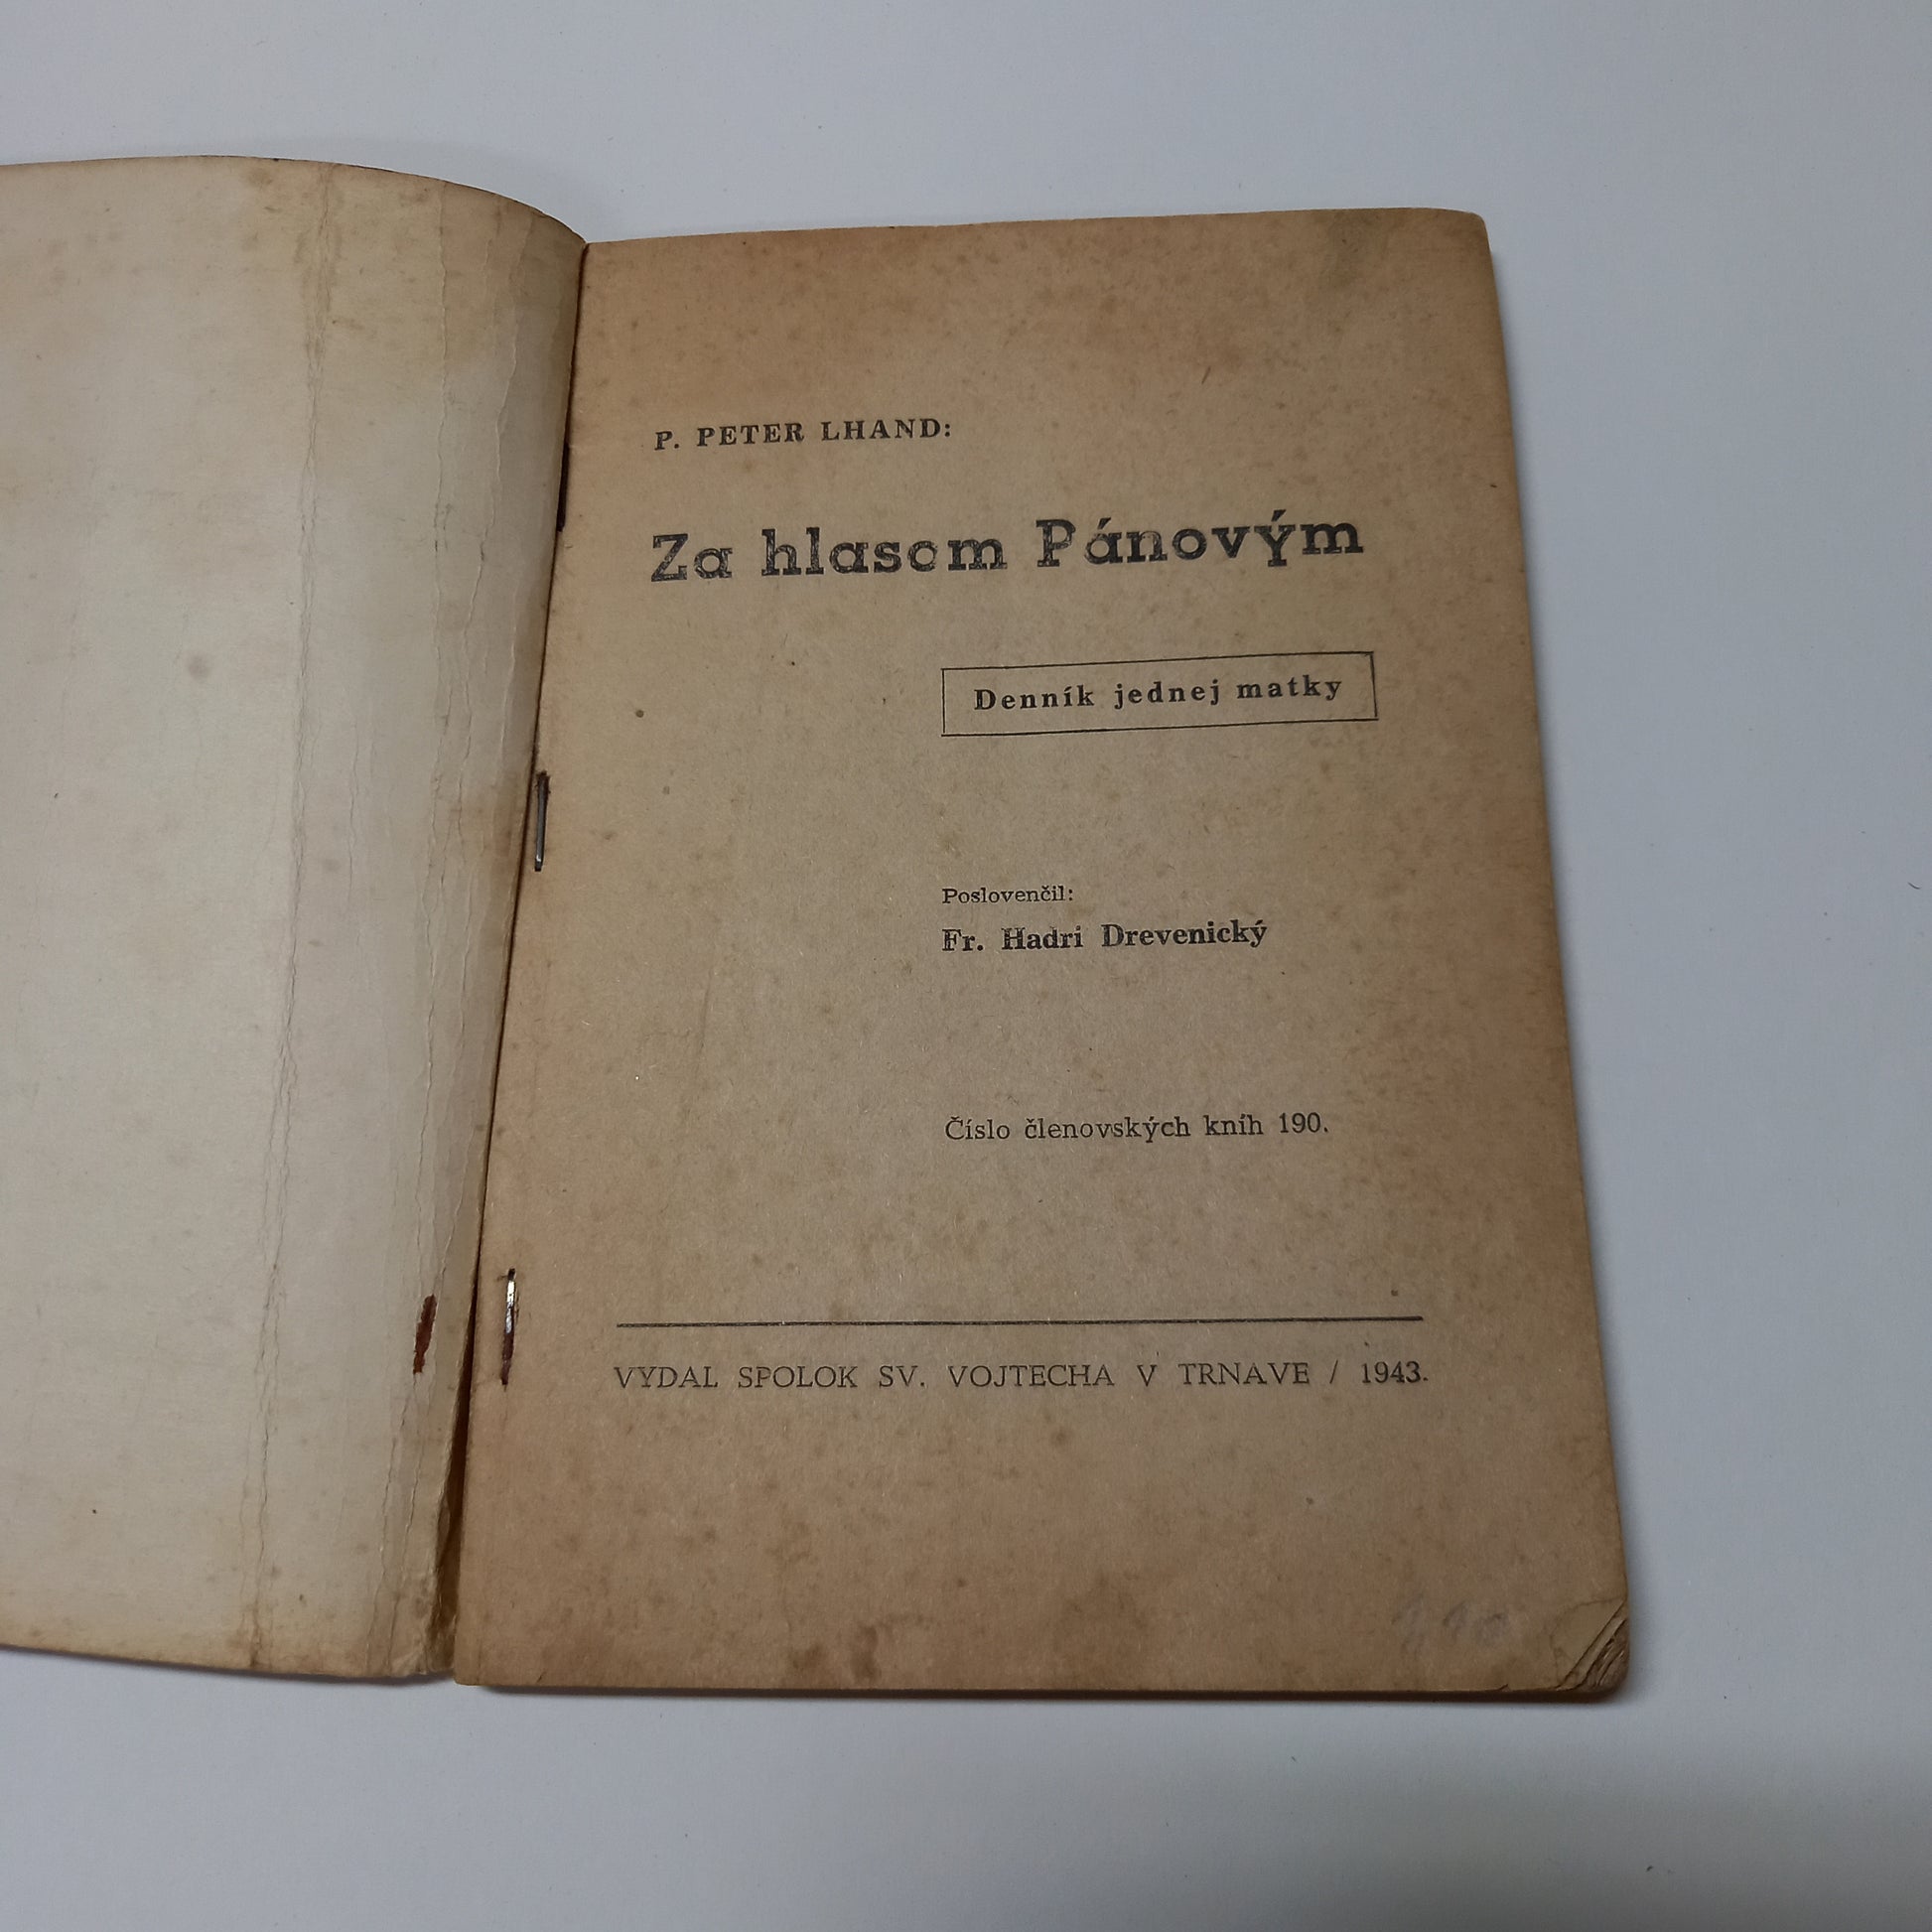 P. PETER LHAND:
Za hlasom Pánovým
Denník jednej matky
Poslovenčil:
Fr. Hadri Drevenický
Číslo členovských kníh 190.
VYDAL SPOLOK SV. VOJTECHA V TRNAVE / 1943.